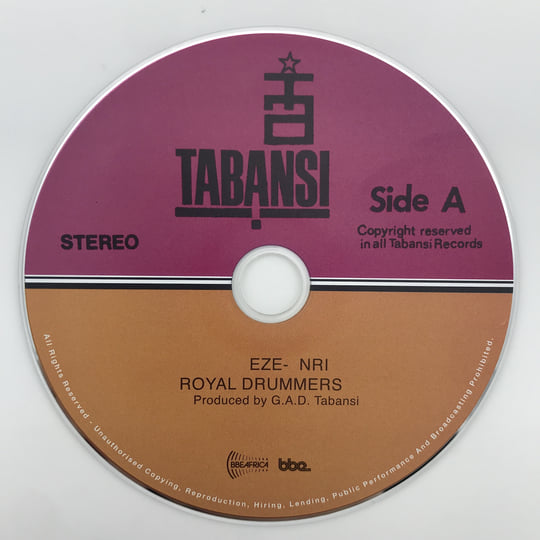 TABANSI
Side A
STEREO
Copyright reserved
in all Tabansi Records
EZE- NRI
ROYAL DRUMMERS
Produced by G.A.D. Tabansi
BBEAFRICA
bbe
All Rights Reserved - Unauthorised Copying, Reproduction, Hiring, Lending, Public Performance And Broadcasting Prohibited.